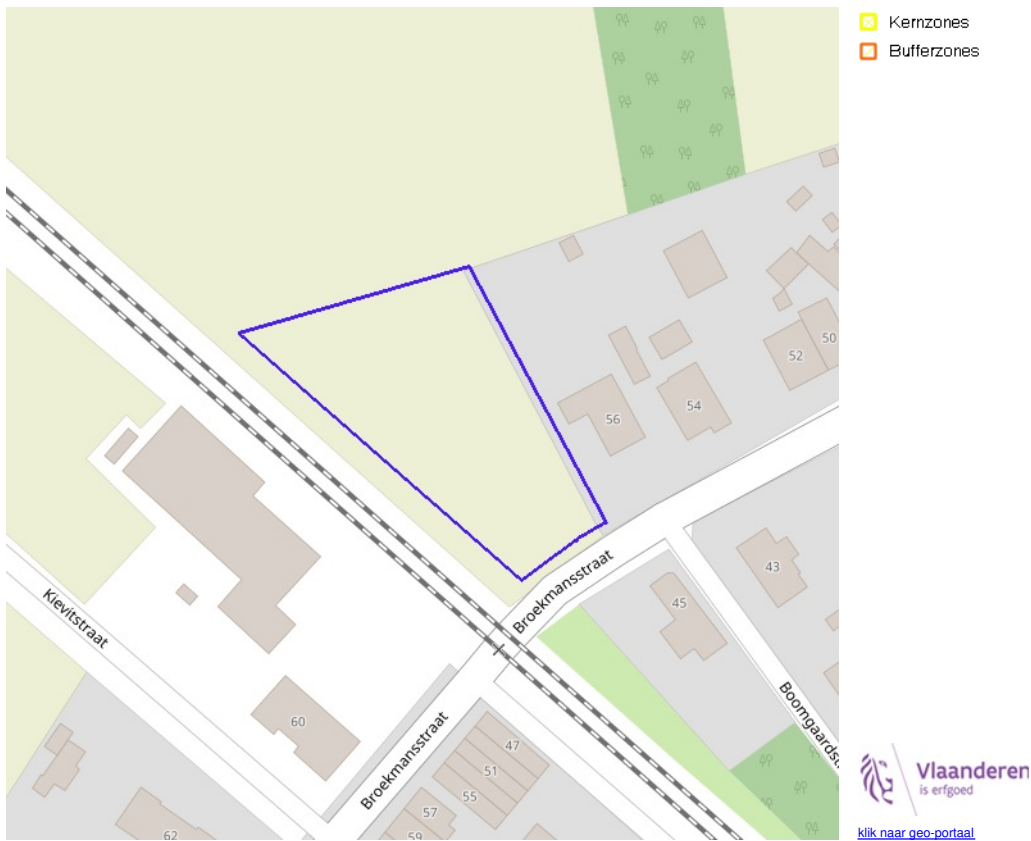 Kernzones
Bufferzones
50
52
54
56
43
45
Broekmansstraat
Kievitstraat
Boomgaardst
60
Broekmansstraat
47
51
55
57
59
62
Vlaanderen
is erfgoed
klik naar geo-portaal